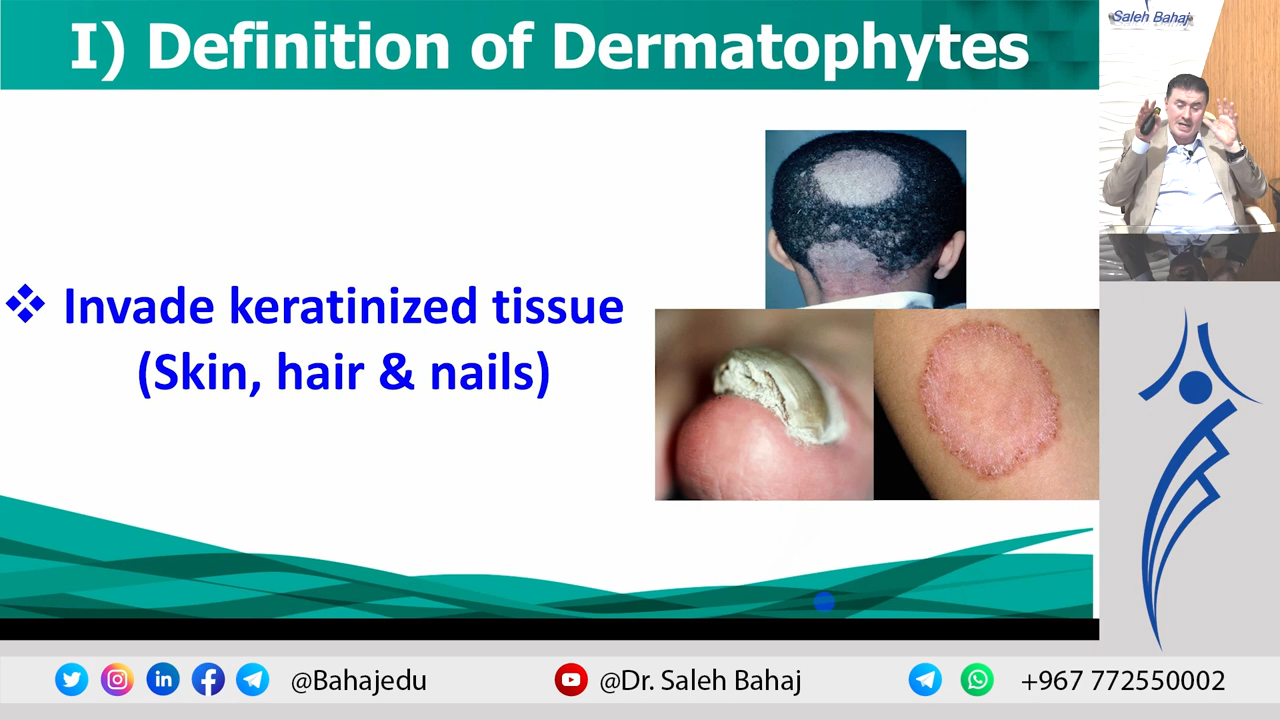 I) Definition of Dermatophytes
Saleh Bahaj
❖ Invade keratinized tissue
(Skin, hair & nails)
@Bahajedu
@Dr. Saleh Bahaj
+967 772550002